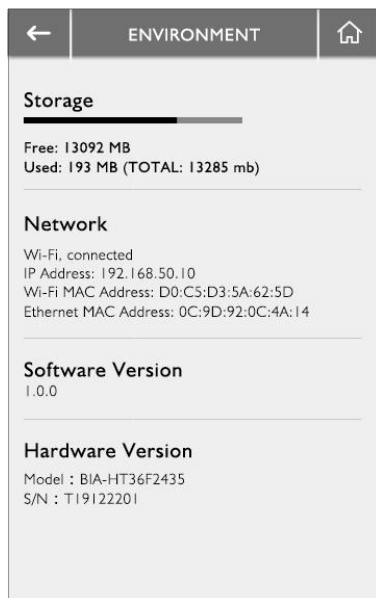 ENVIRONMENT
Storage
Free: 13092 MB
Used: 193 MB (TOTAL: 13285 mb)
Network
Wi-Fi, connected
IP Address: 192.168.50.10
Wi-Fi MAC Address: D0:C5:D3:5A:62:5D
Ethernet MAC Address: 0C:9D:92:0C:4A:14
Software Version
1.0.0
Hardware Version
Model : BIA-HT36F2435
S/N : T19122201